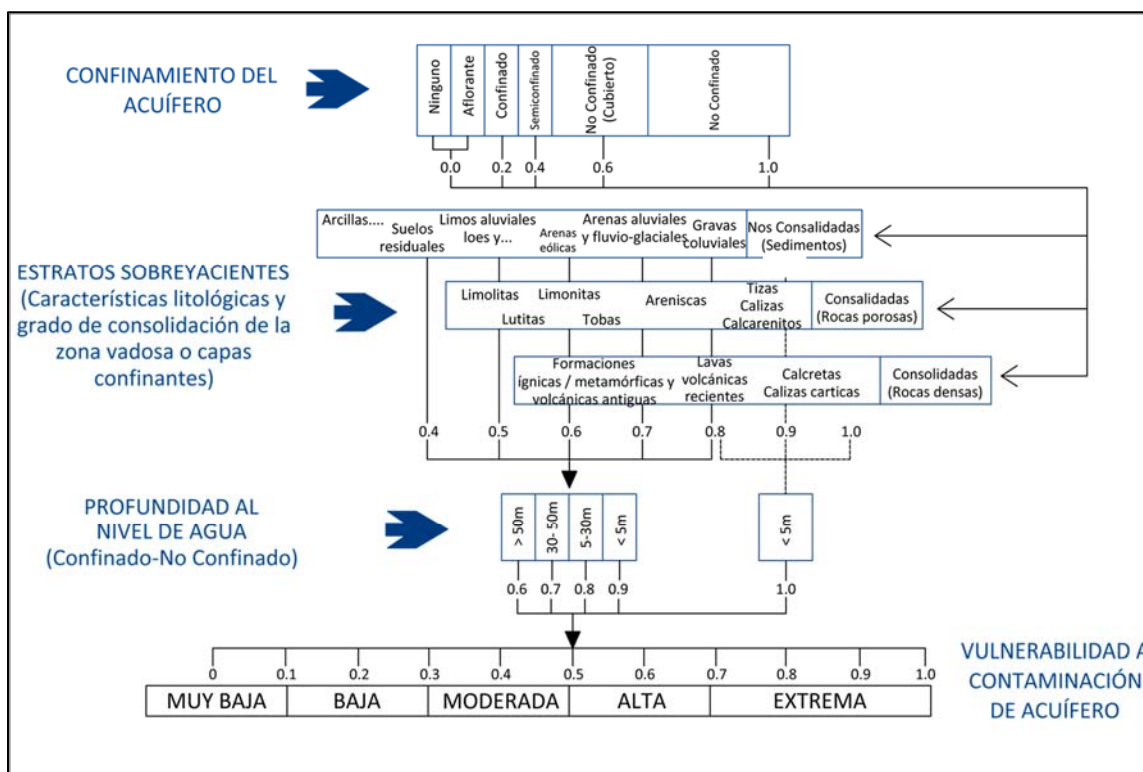 CONFINAMIENTO DEL
ACUÍFERO
Ninguno
Aflorante
Confinado
Semiconfinado
No Confinado
(Cubierto)
No Confinado
0.0
0.2
0.4
0.6
1.0
ESTRATOS SOBREYACIENTES
(Características litológicas y
grado de consolidación de la
zona vadosa o capas
confinantes)
Arcillas....
Suelos
residuales
Limos aluviales
loes y...
Arenas
eólicas
Arenas aluviales
y fluvio-glaciales
Gravas
coluviales
Nos Consalidadas
(Sedimentos)
Limolitas
Lutitas
Limonitas
Tobas
Areniscas
Tizas
Calizas
Calcarenitos
Consalidadas
(Rocas porosas)
Formaciones
ígnicas / metamórficas y
volcánicas antiguas
Lavas
volcánicas
recientes
Calcretas
Calizas carticas
Consolidadas
(Rocas densas)
0.4
0.5
0.6
0.7
0.8
0.9
1.0
PROFUNDIDAD AL
NIVEL DE AGUA
(Confinado-No Confinado)
> 50m
30- 50m
5-30m
< 5m
< 5m
0.6
0.7
0.8
0.9
1.0
0
0.1
0.2
0.3
0.4
0.5
0.6
0.7
0.8
0.9
1.0
MUY BAJA
BAJA
MODERADA
ALTA
EXTREMA
VULNERABILIDAD A
CONTAMINACIÓN
DE ACUÍFERO